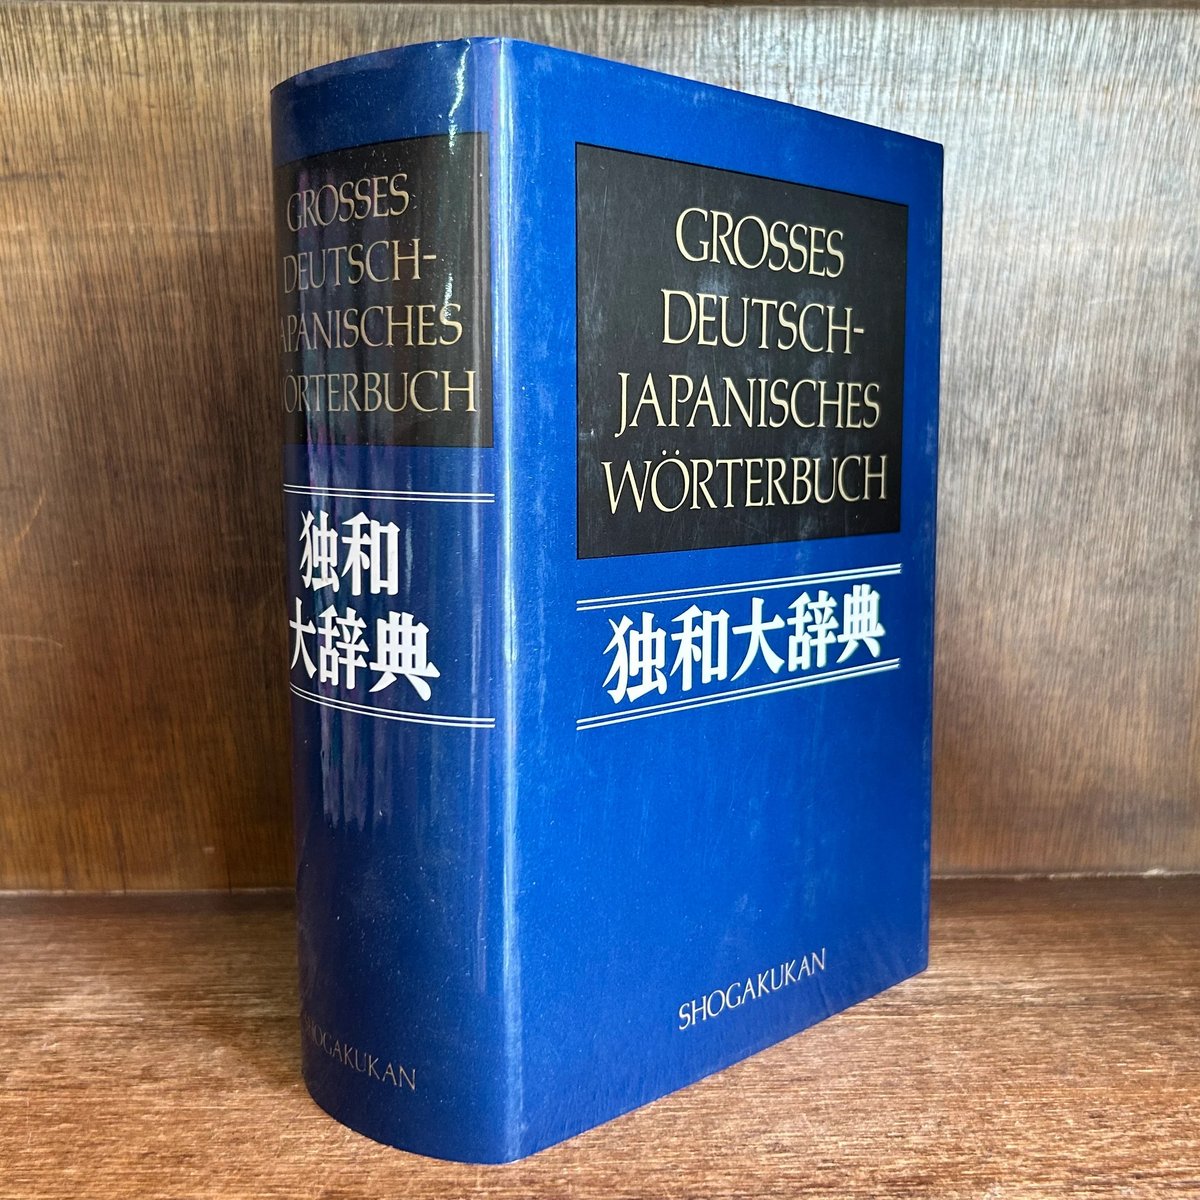 GROSSES
DEUTSCH-
JAPANISCHES
WÖRTERBUCH
独和
大辞典
SHOGAKUKAN
GROSSES
DEUTSCH-
JAPANISCHES
WÖRTERBUCH
独和大辞典
SHOGAKUKAN